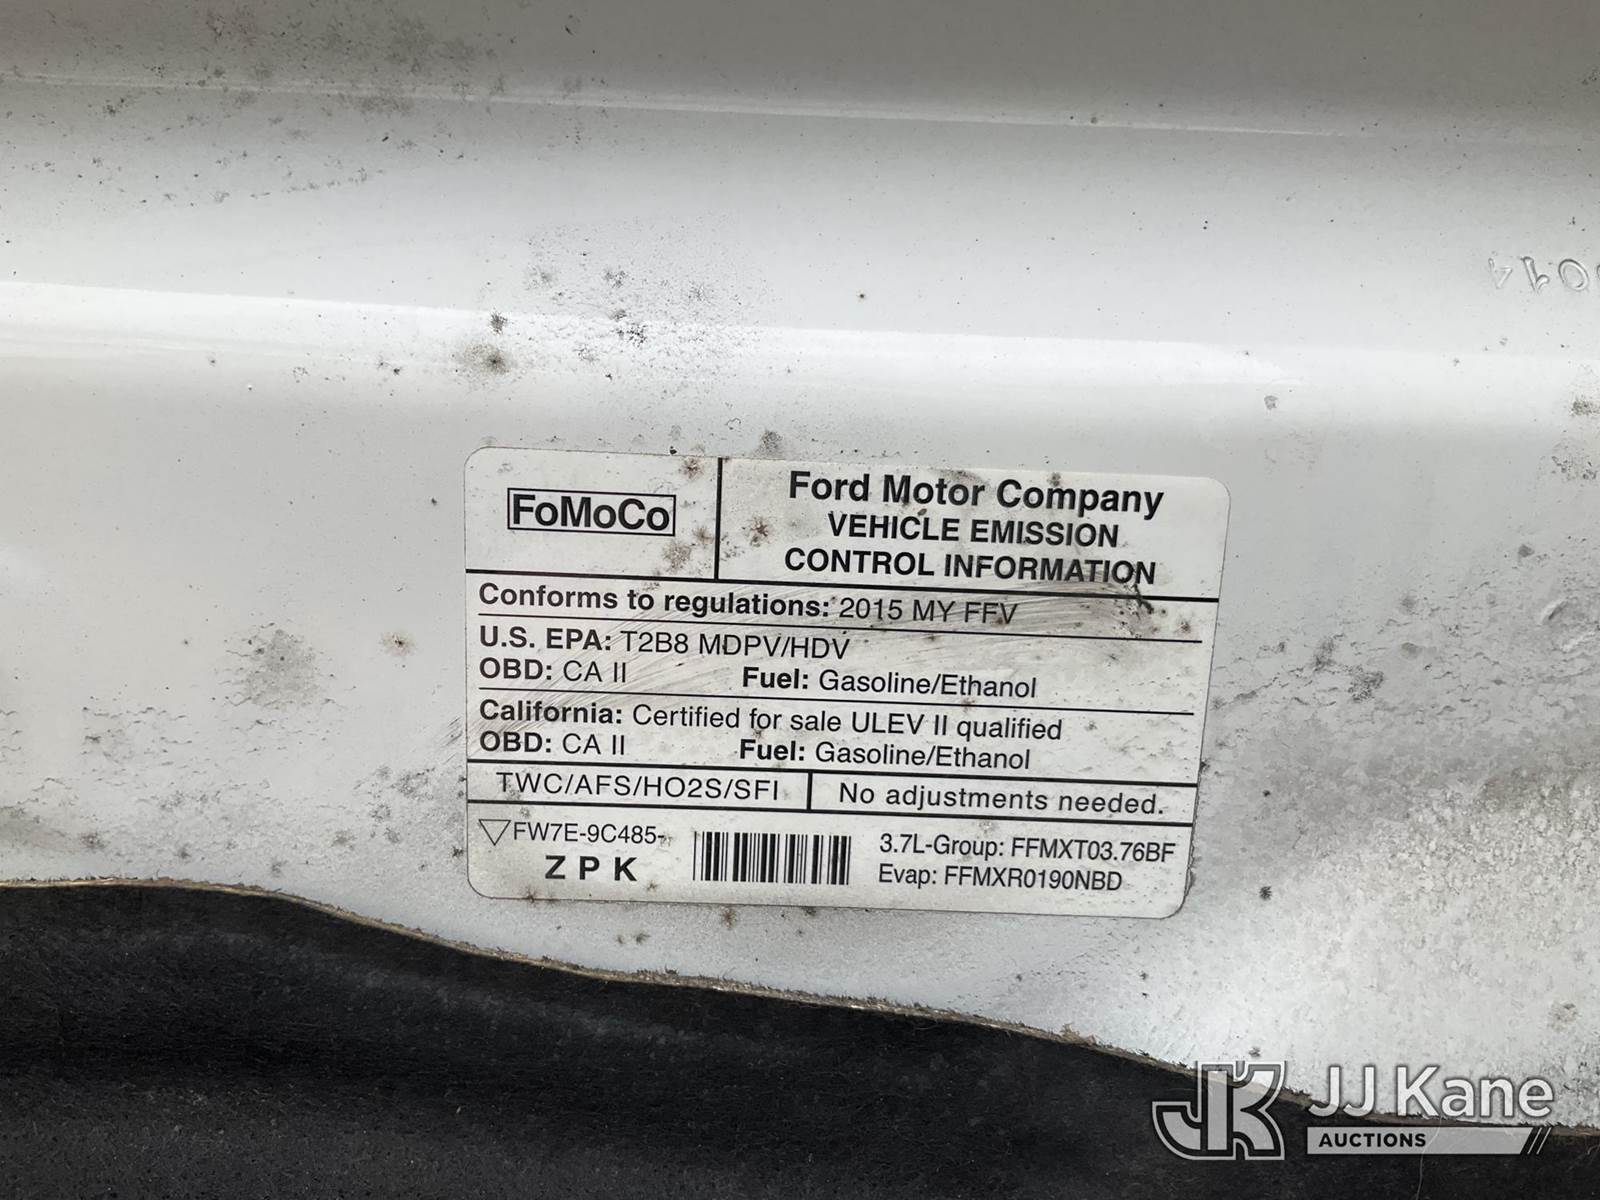 FoMoCo
Ford Motor Company
VEHICLE EMISSION
CONTROL INFORMATION
Conforms to regulations: 2015 MY FFV
U.S. EPA: T2B8 MDPV/HDV
OBD: CA II Fuel: Gasoline/Ethanol
California: Certified for sale ULEV II qualified
OBD: CA II Fuel: Gasoline/Ethanol
TWC/AFS/HO2S/SFI No adjustments needed.
FW7E-9C485-
Z P K
3.7L-Group: FFMXT03.76BF
Evap: FFMXR0190NBD
JK
JJ Kane
AUCTIONS